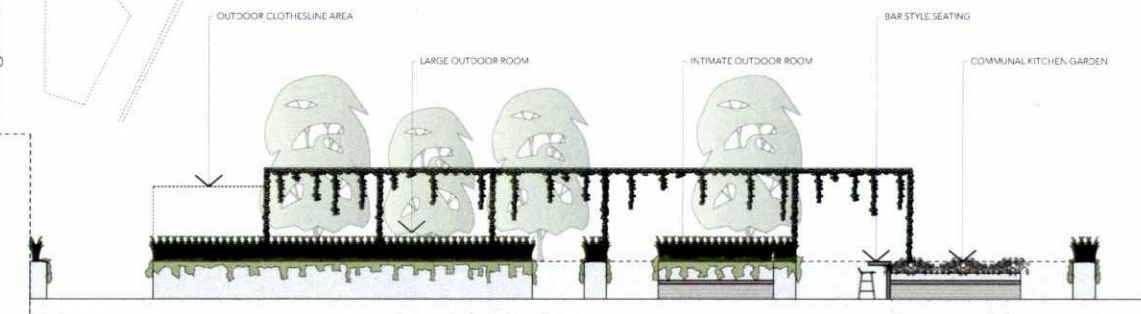 OUTDOOR CLOTHESLINE AREA
BAR STYLE SEATING
LARGE OUTDOOR ROOM
INTIMATE OUTDOOR ROOM
COMMUNAL KITCHEN GARDEN